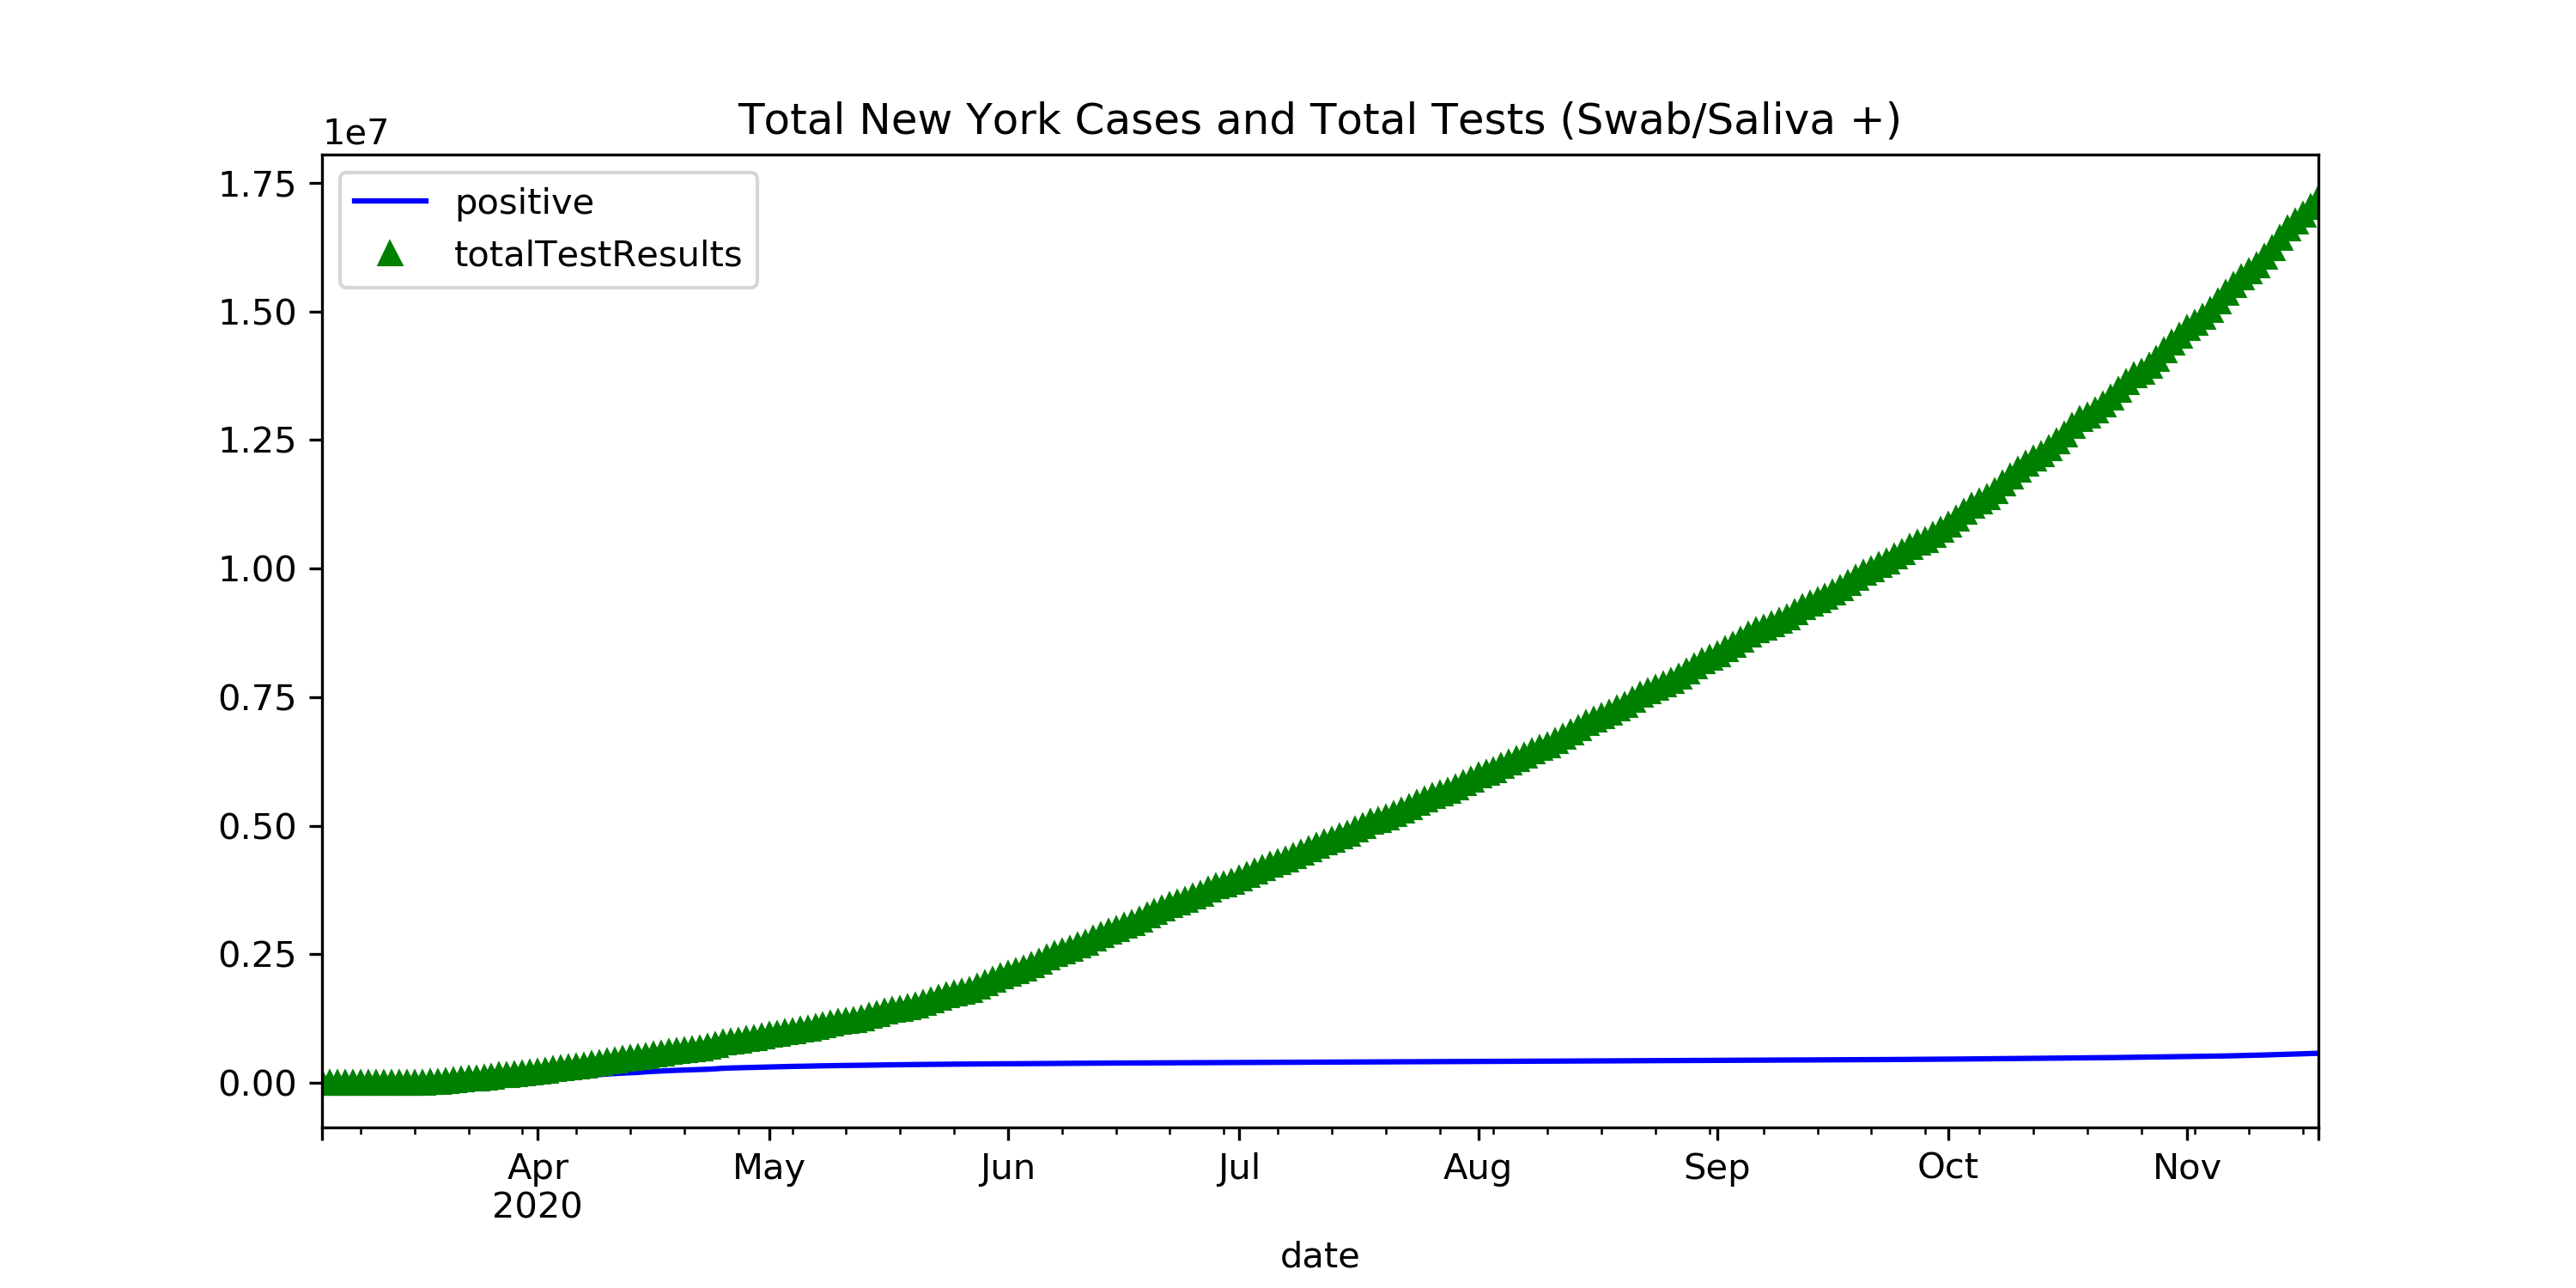 Total New York Cases and Total Tests (Swab/Saliva +)
1e7
1.75
1.50
1.25
1.00
0.75
0.50
0.25
0.00
positive
totalTestResults
Apr May Jun Jul Aug Sep Oct Nov
2020
date